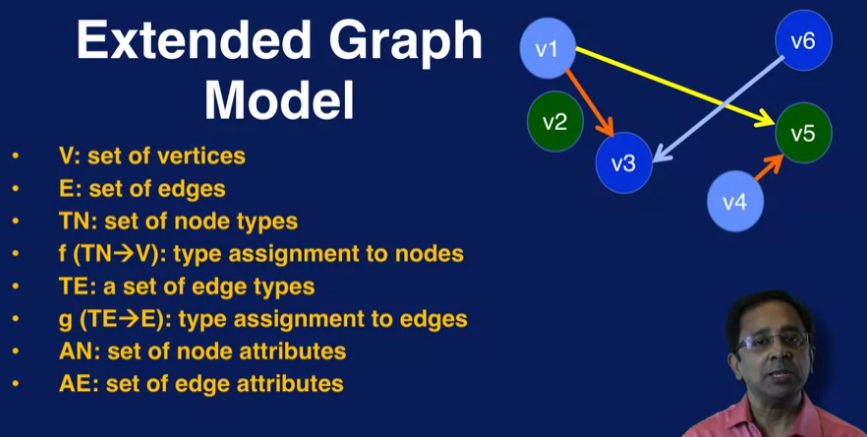 Extended Graph
Model
• V: set of vertices
• E: set of edges
• TN: set of node types
• f (TN→V): type assignment to nodes
• TE: a set of edge types
• g (TE→E): type assignment to edges
• AN: set of node attributes
• AE: set of edge attributes
v1
v6
v2
v5
v3
v4